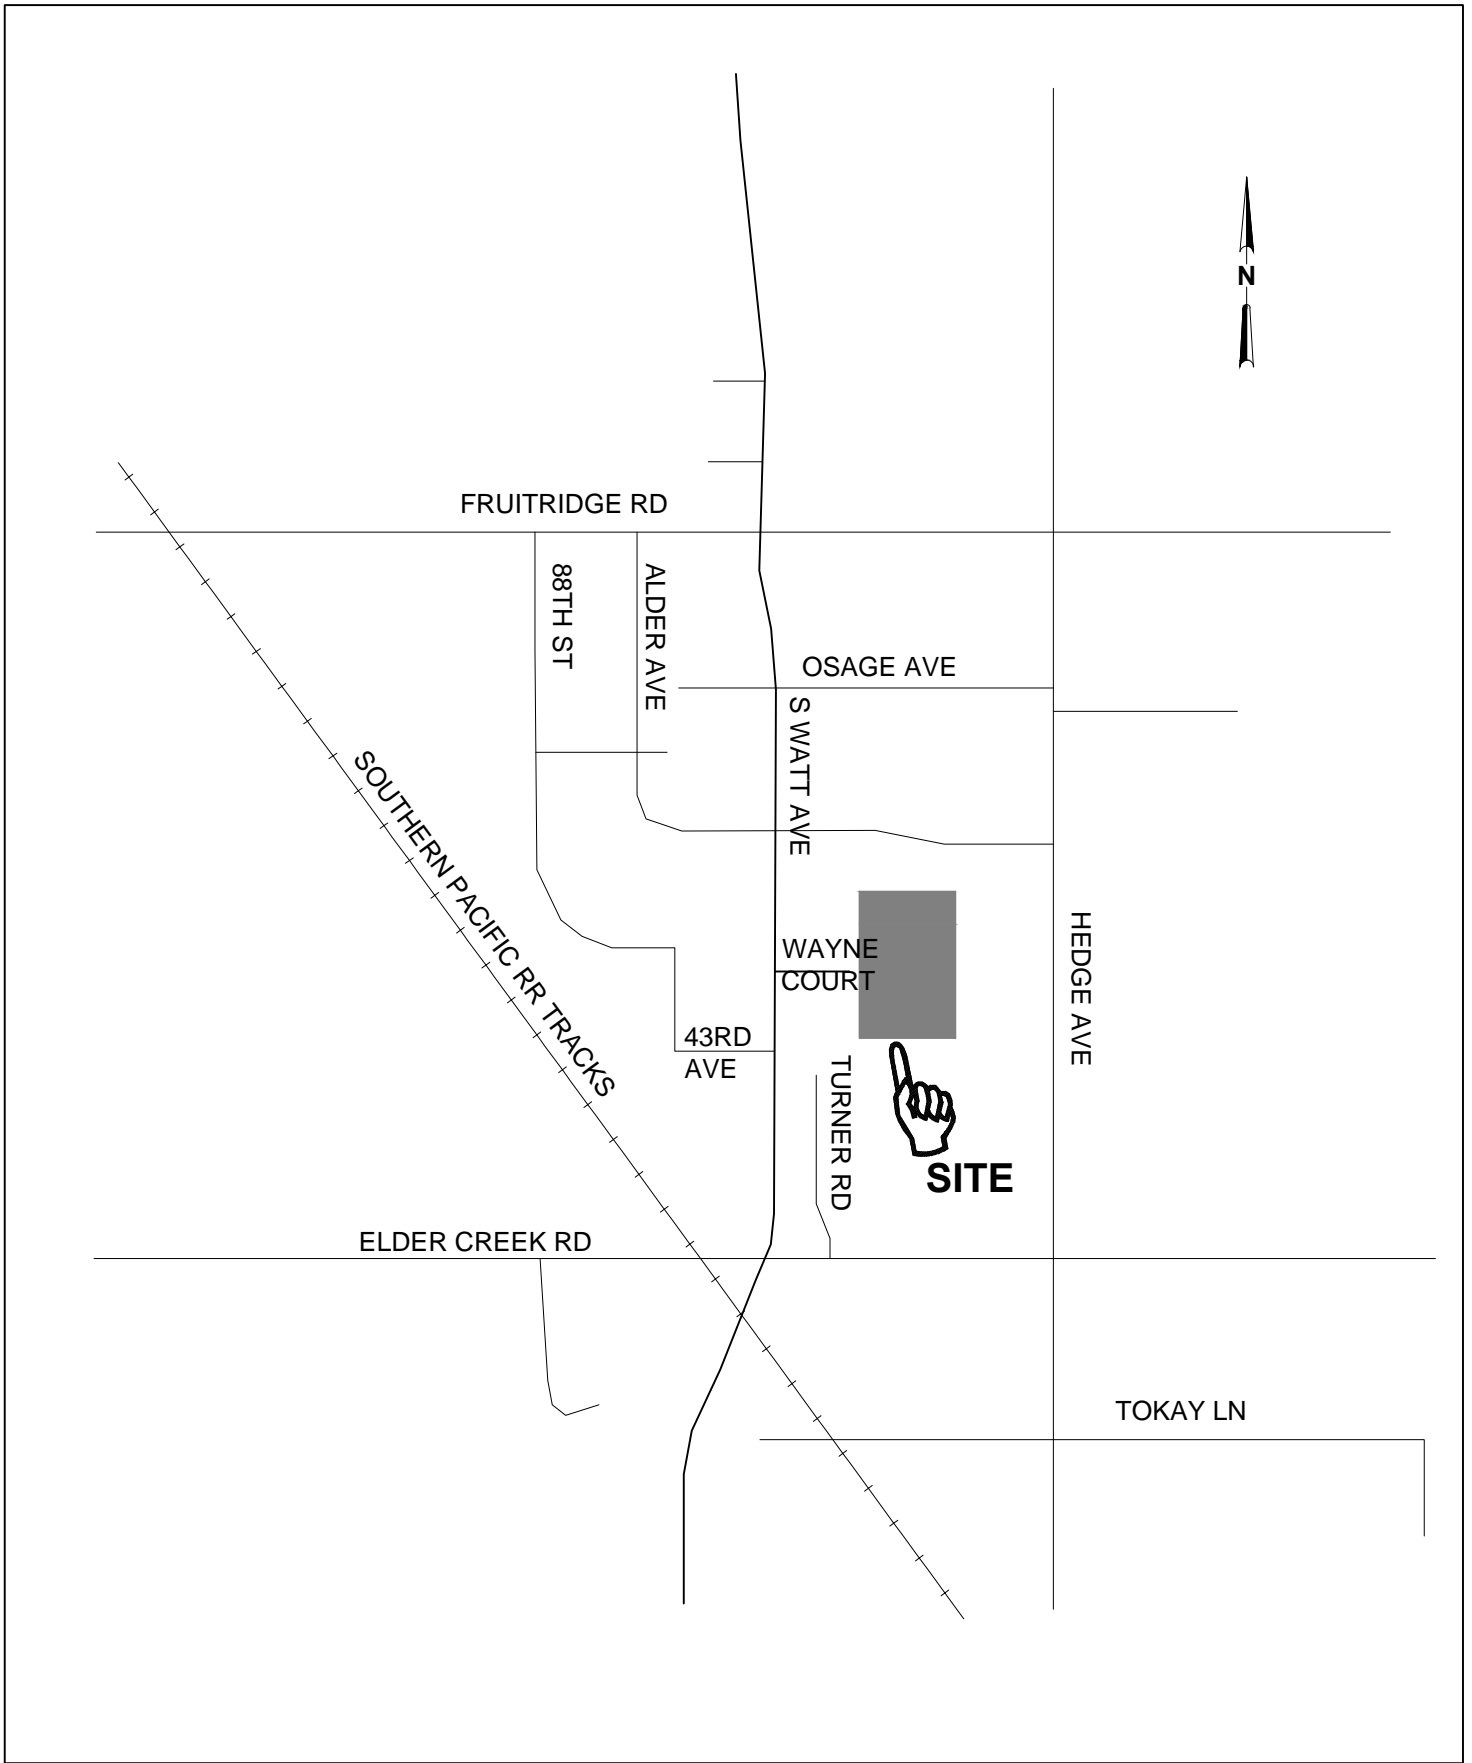 N
FRUITRIDGE RD
88TH ST
ALDER AVE
OSAGE AVE
S WATT AVE
SOUTHERN PACIFIC RR TRACKS
WAYNE
COURT
HEDGE AVE
43RD
AVE
TURNER RD
SITE
ELDER CREEK RD
TOKAY LN